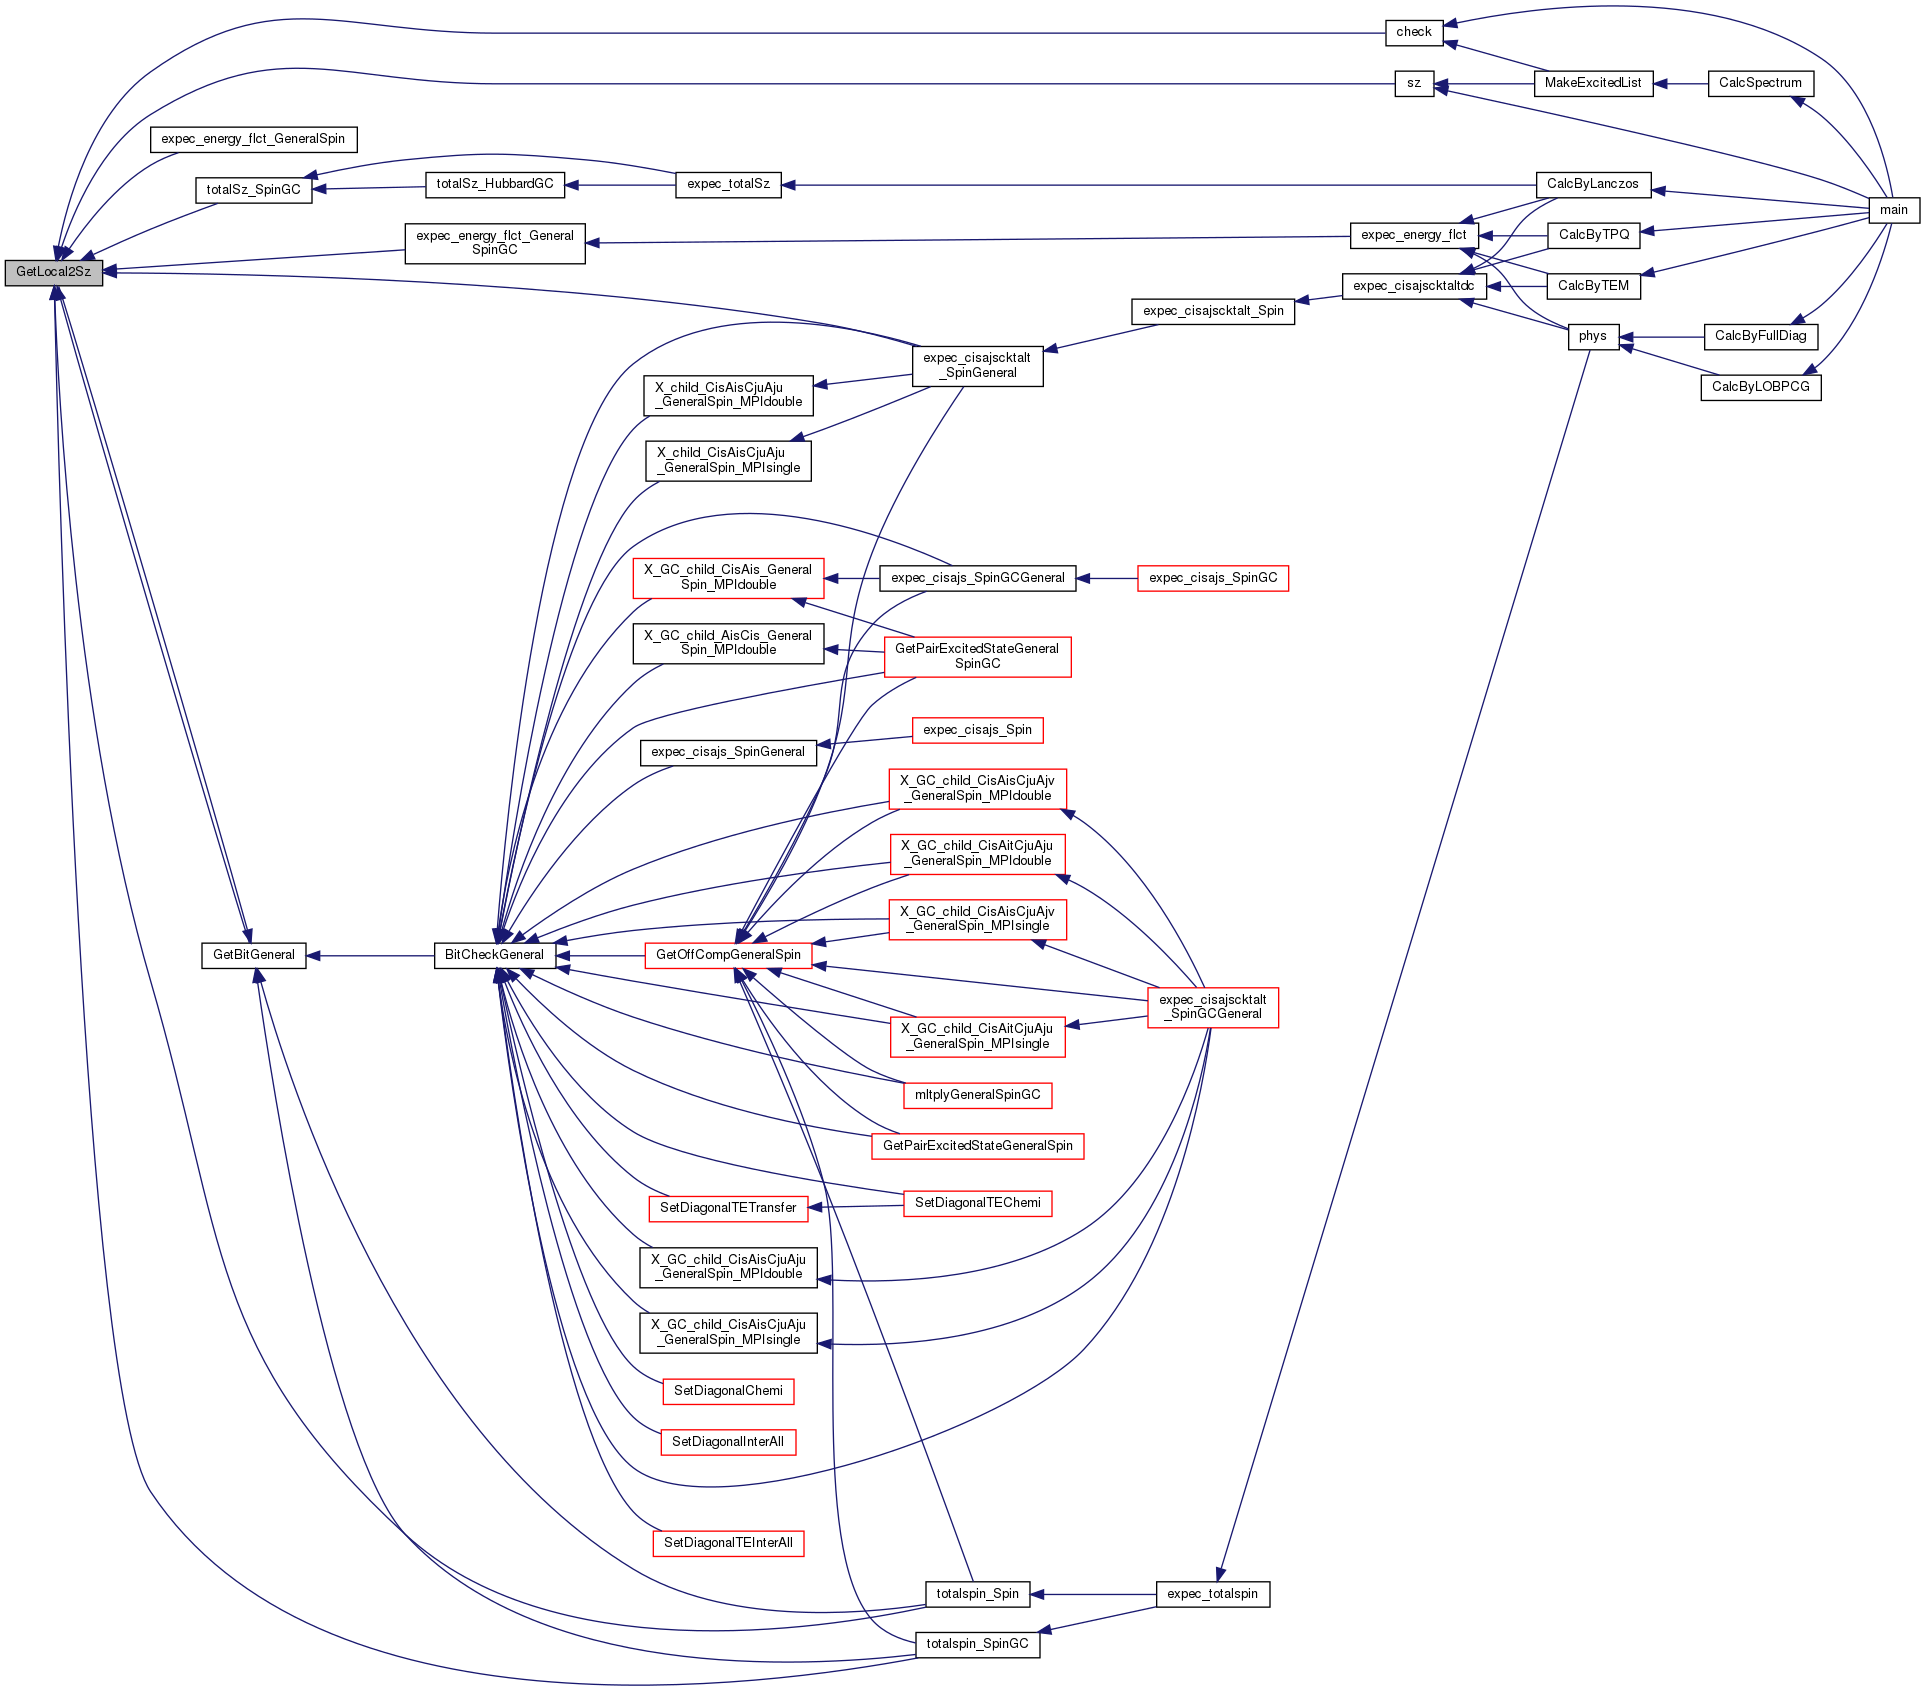 check
sz
MakeExcitedList
CalcSpectrum
expec_energy_flct_GeneralSpin
totalSz_SpinGC
totalSz_HubbardGC
expec_totalSz
CalcByLanczos
main
expec_energy_flct_General
SpinGC
expec_energy_flct
CalcByTPQ
GetLocal2Sz
expec_cisajscktaltdc
CalcByTEM
expec_cisajscktalt_Spin
phys
CalcByFullDiag
expec_cisajscktalt
_SpinGeneral
CalcByLOBPCG
X_child_CisAisCjuAju
_GeneralSpin_MPIdouble
X_child_CisAisCjuAju
_GeneralSpin_MPIsingle
X_GC_child_CisAis_General
Spin_MPIdouble
expec_cisajs_SpinGCGeneral
expec_cisajs_SpinGC
X_GC_child_AisCis_General
Spin_MPIdouble
GetPairExcitedStateGeneral
SpinGC
expec_cisajs_SpinGeneral
expec_cisajs_Spin
X_GC_child_CisAisCjuAjv
_GeneralSpin_MPIdouble
X_GC_child_CisAitCjuAju
_GeneralSpin_MPIdouble
X_GC_child_CisAisCjuAjv
_GeneralSpin_MPIsingle
GetBitGeneral
BitCheckGeneral
GetOffCompGeneralSpin
expec_cisajscktalt
_SpinGCGeneral
X_GC_child_CisAitCjuAju
_GeneralSpin_MPIsingle
mltplyGeneralSpinGC
GetPairExcitedStateGeneralSpin
SetDiagonalTETransfer
SetDiagonalTEChemi
X_GC_child_CisAisCjuAju
_GeneralSpin_MPIdouble
X_GC_child_CisAisCjuAju
_GeneralSpin_MPIsingle
SetDiagonalChemi
SetDiagonalInterAll
SetDiagonalTEInterAll
totalspin_Spin
expec_totalspin
totalspin_SpinGC